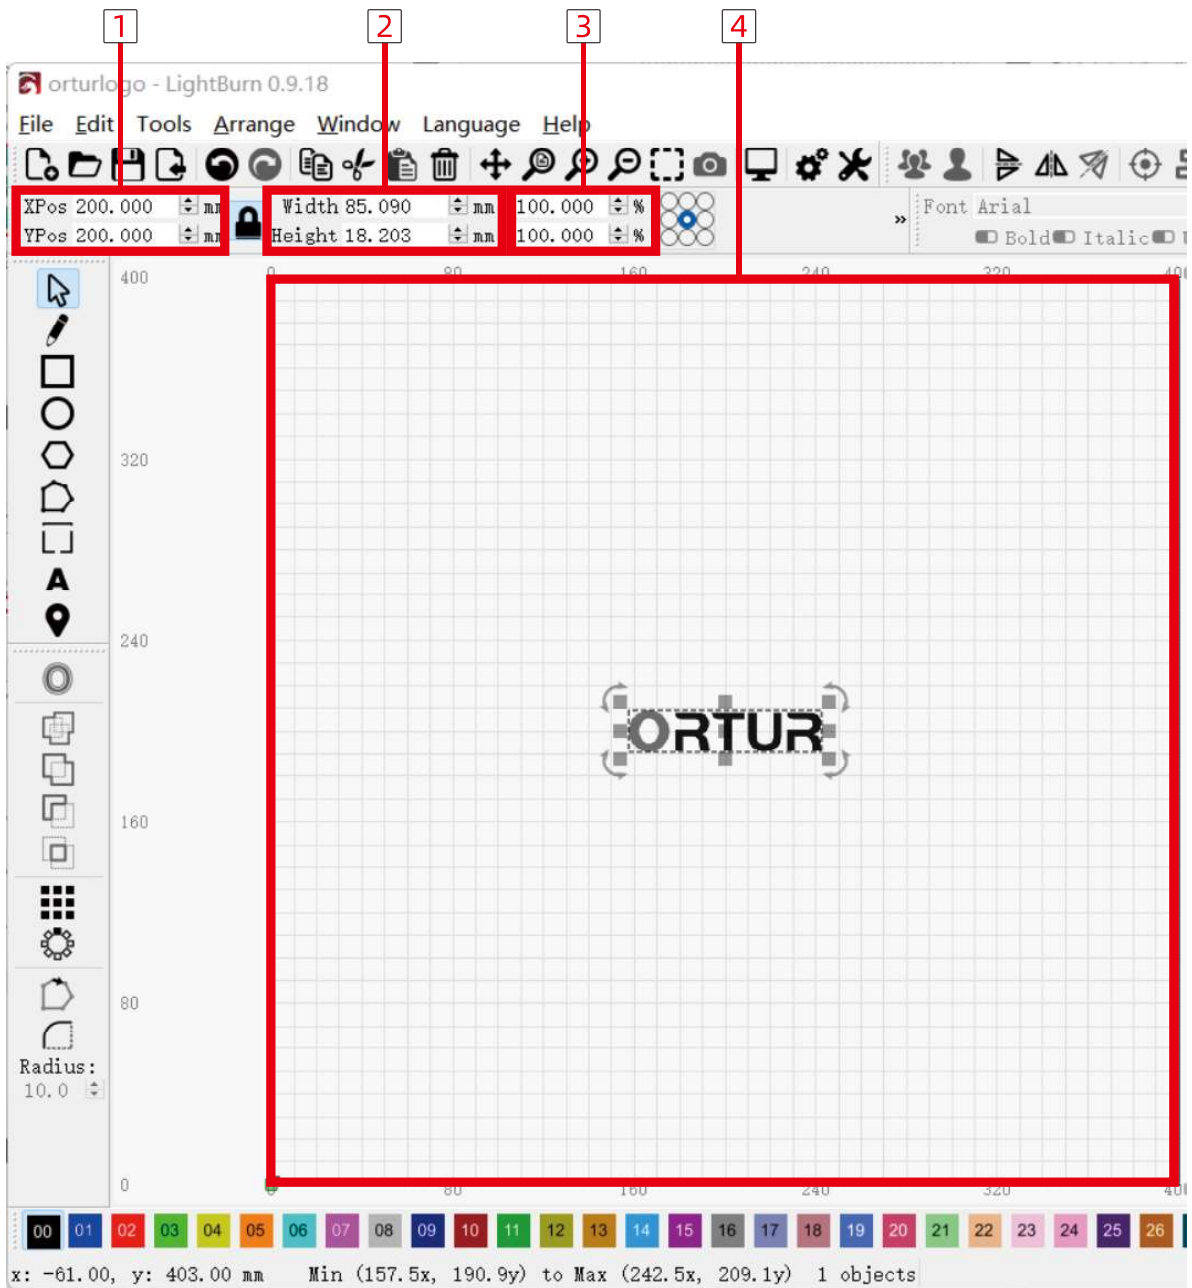 1 2 3 4
orturlogo - LightBurn 0.9.18
File Edit Tools Arrange Window Language Help
XPos 200.000 mm Width 85.090 mm 100.000 % Font Arial
YPos 200.000 mm Height 18.203 mm 100.000 % Bold Italic
400 0 80 160 240 320 400
320
240
ORTUR
160
80
Radius:
10.0
0
80 160 240 320 400
00 01 02 03 04 05 06 07 08 09 10 11 12 13 14 15 16 17 18 19 20 21 22 23 24 25 26
x: -61.00, y: 403.00 mm Min (157.5x, 190.9y) to Max (242.5x, 209.1y) 1 objects